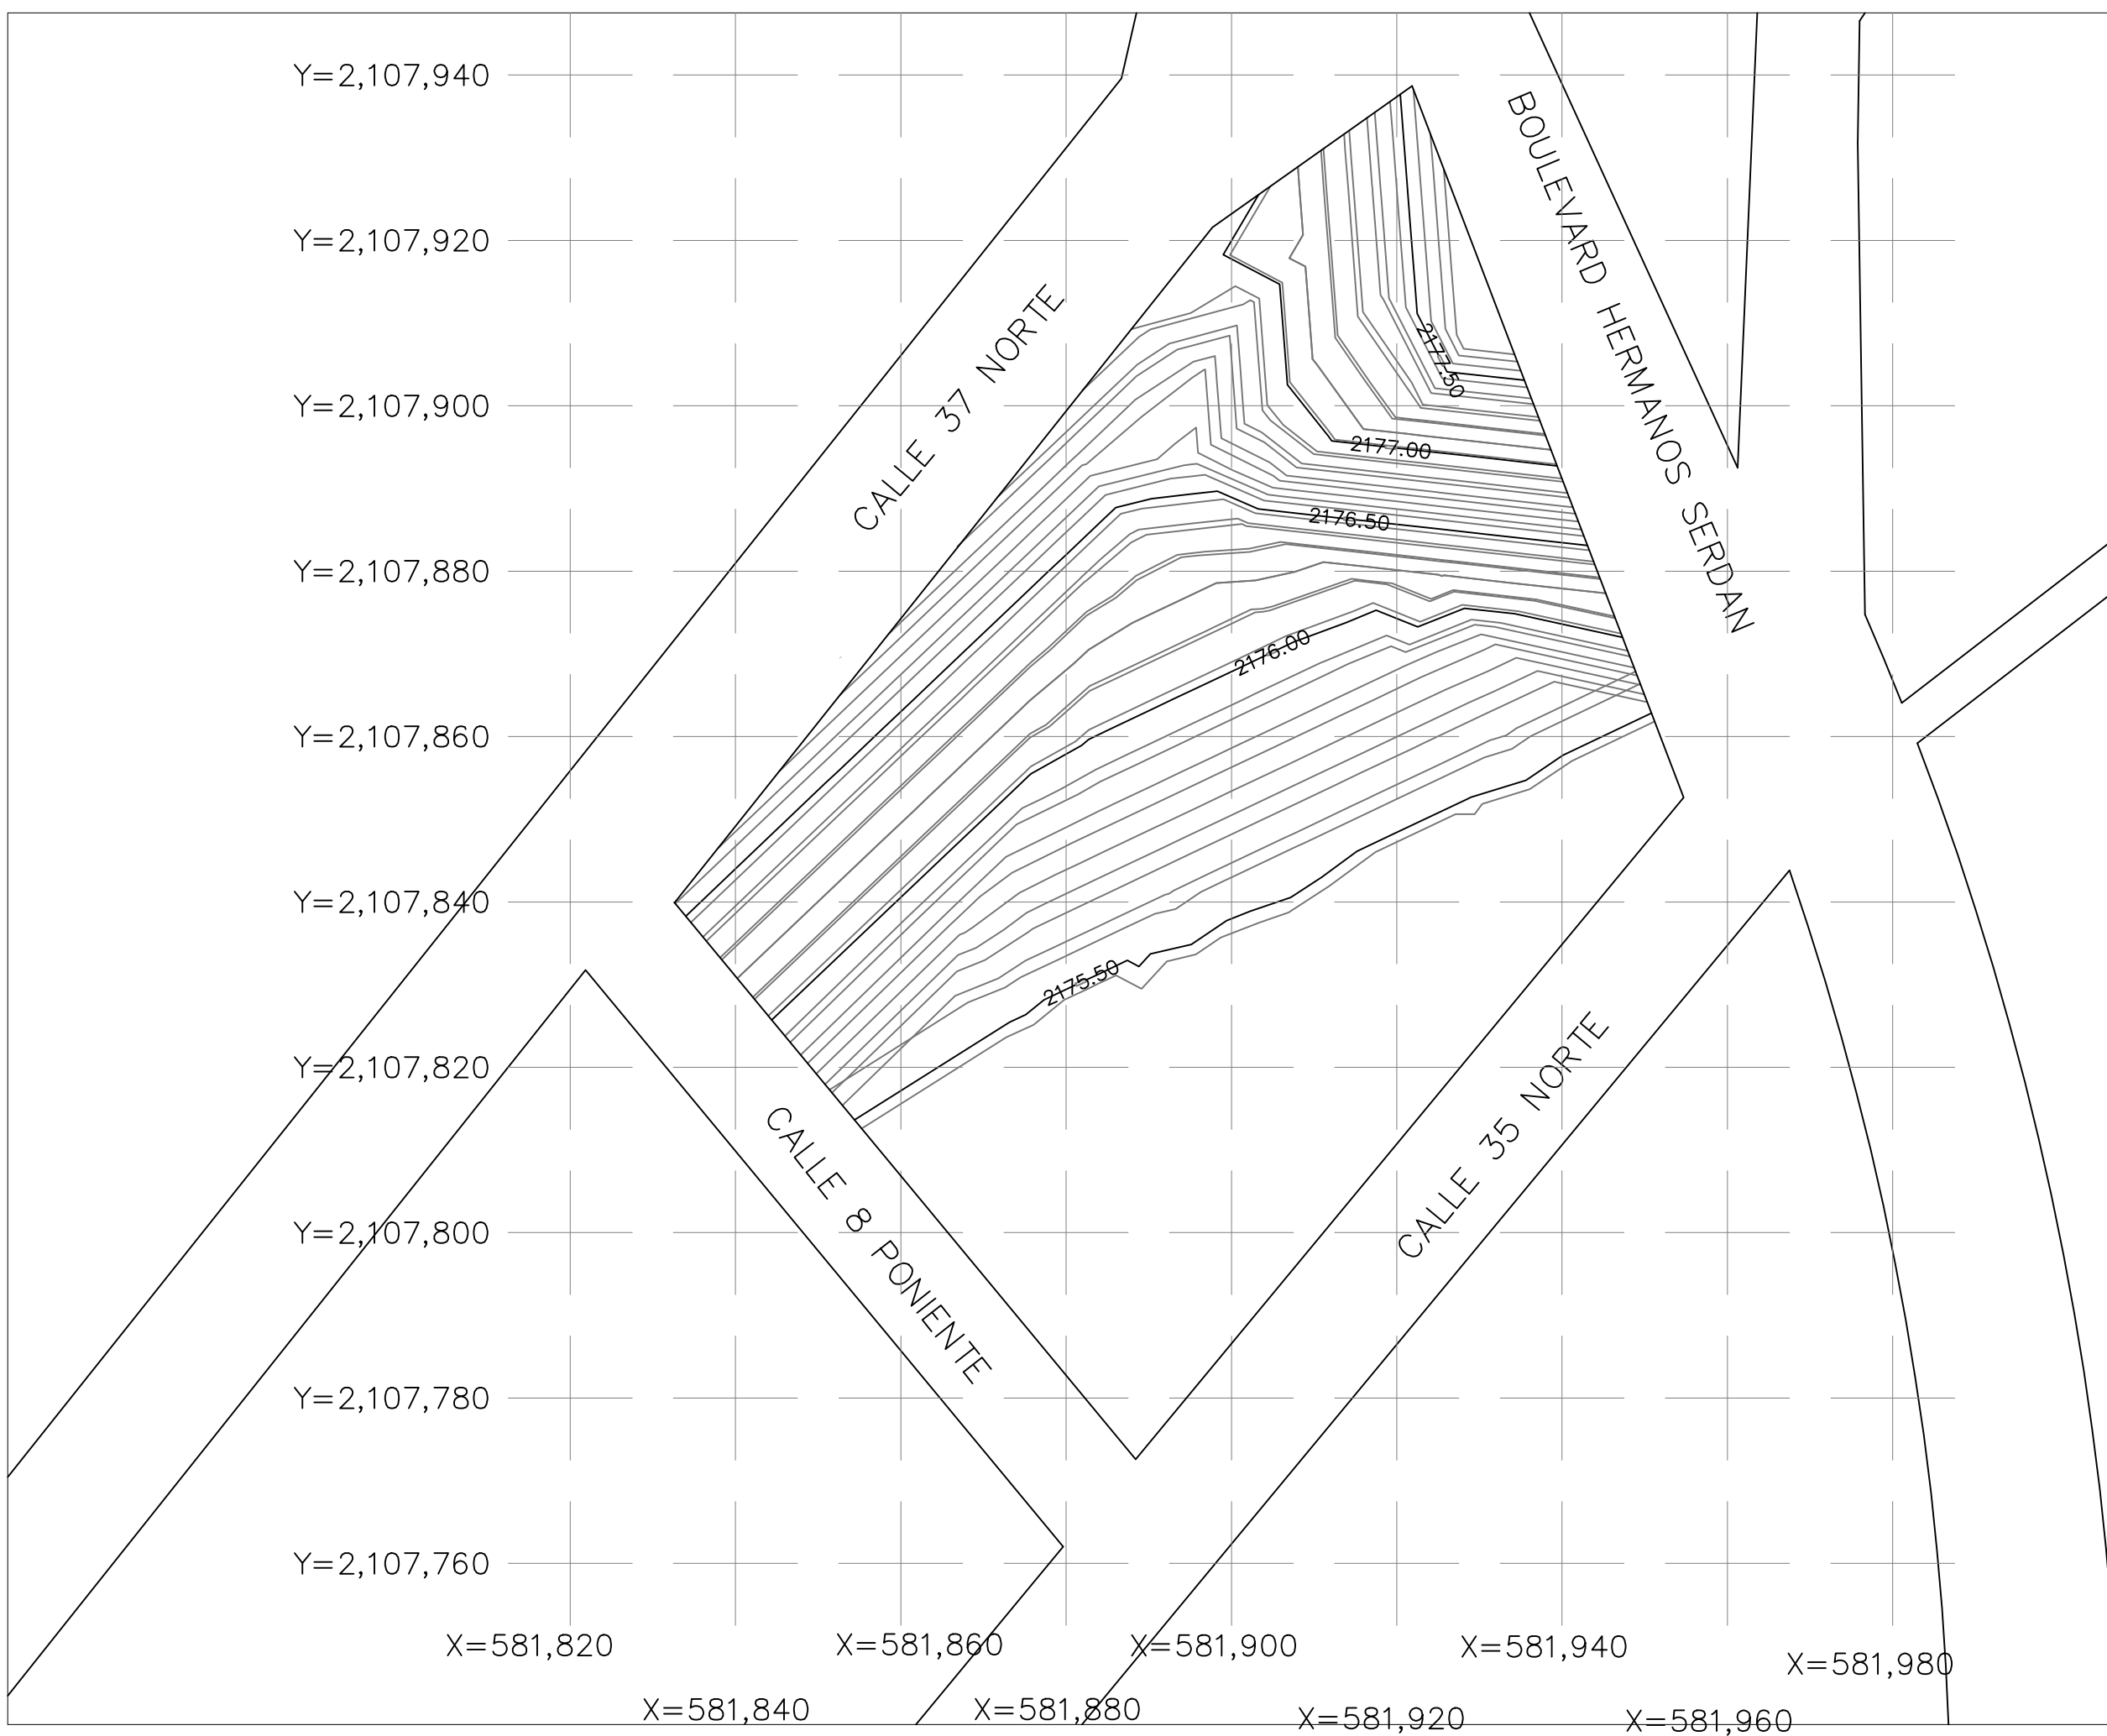 Y=2,107,940
BOULEVARD HERMANOS SERDAN
Y=2,107,920
CALLE 37 NORTE
2177.50
Y=2,107,900
2177.00
2176.50
Y=2,107,880
2176.00
Y=2,107,860
Y=2,107,840
2175.50
Y=2,107,820
CALLE 35 NORTE
CALLE 8 PONIENTE
Y=2,107,800
Y=2,107,780
Y=2,107,760
X=581,820
X=581,860
X=581,900
X=581,940
X=581,980
X=581,840
X=581,880
X=581,920
X=581,960